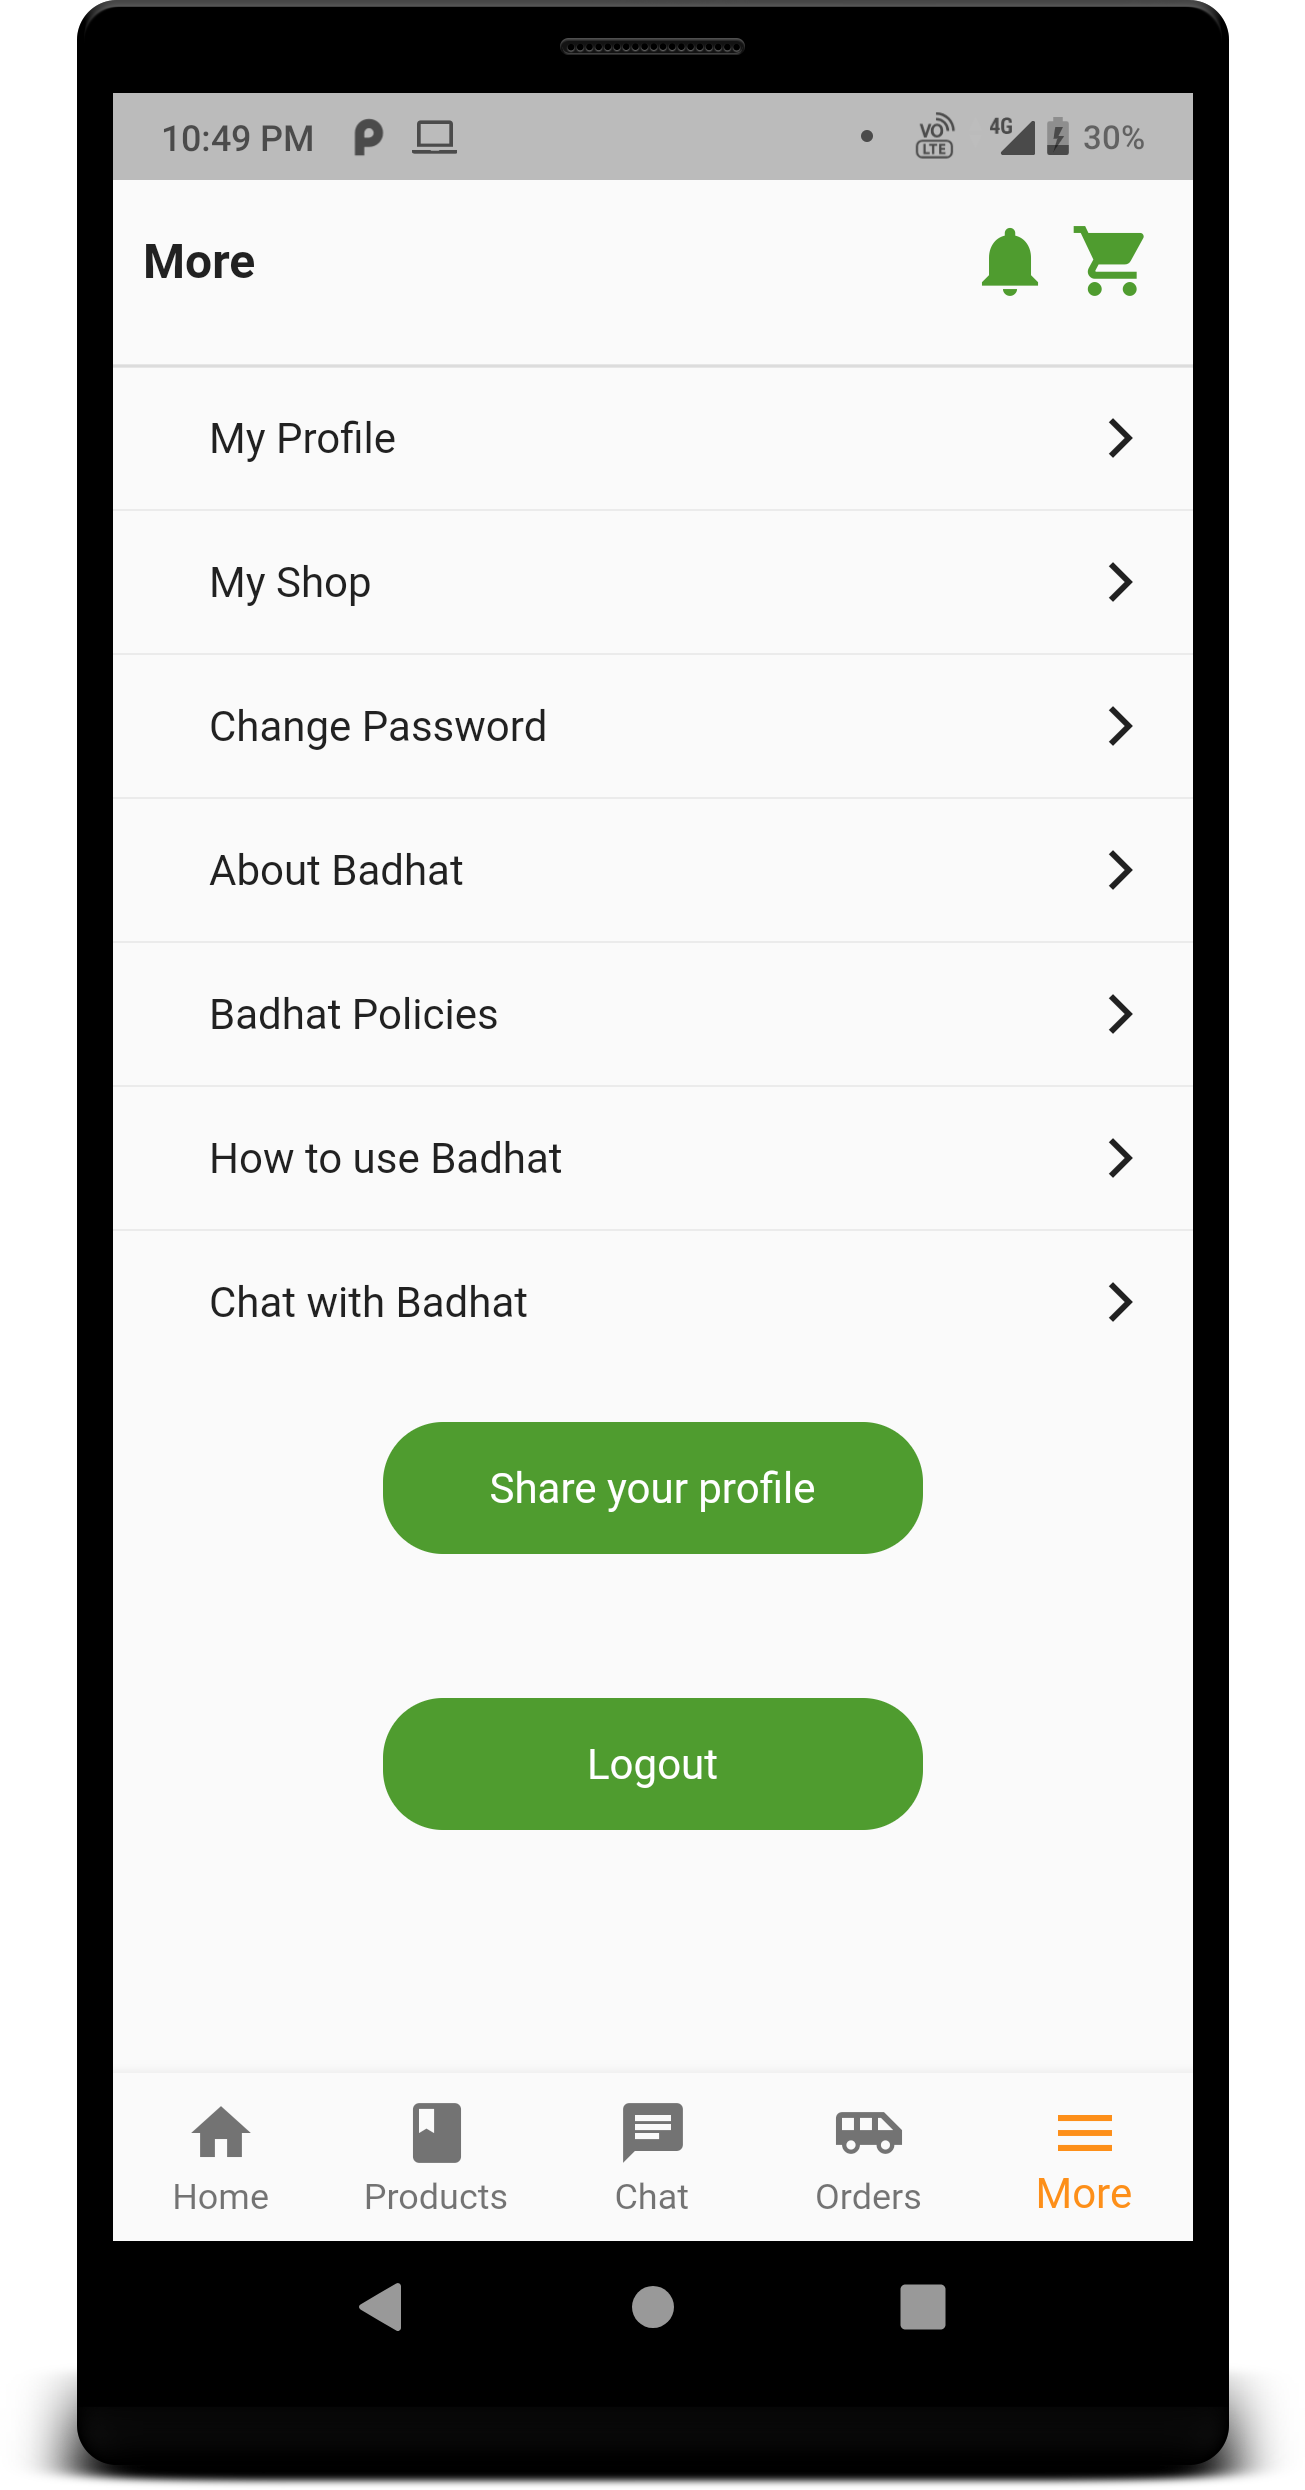 10:49 PM
VO
LTE
4G
30%
More
My Profile
My Shop
Change Password
About Badhat
Badhat Policies
How to use Badhat
Chat with Badhat
Share your profile
Logout
Home
Products
Chat
Orders
More